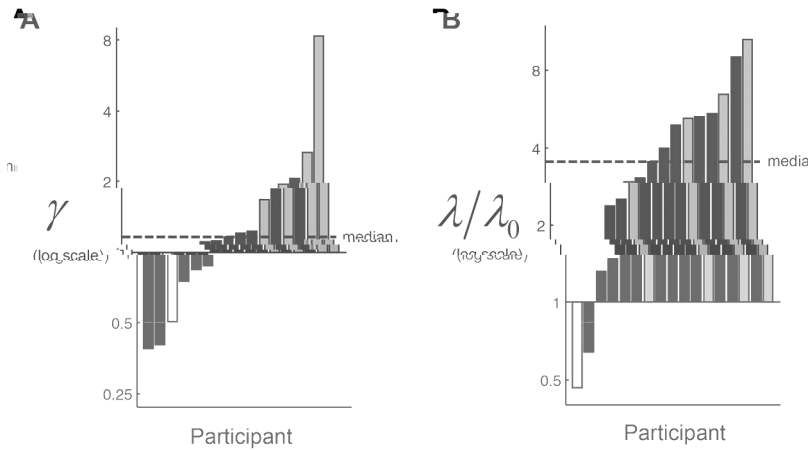 A
8
4
2
γ
(log scale)
median
0.5
0.25
Participant
B
8
4
2
λ/λ₀
media
1
0.5
Participant